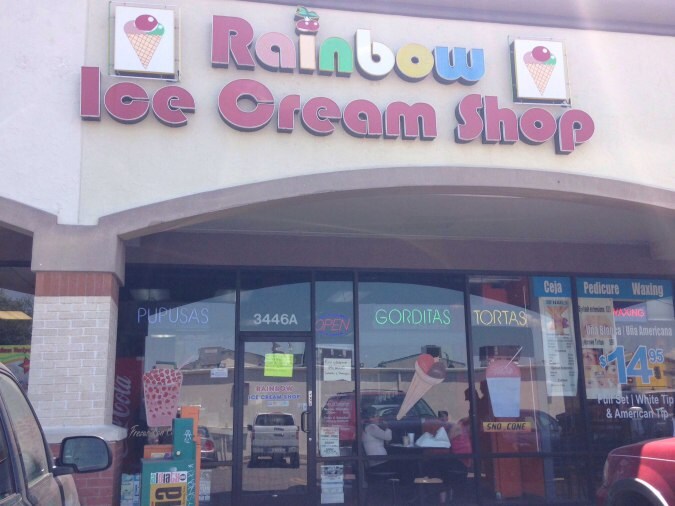 Rainbow
Ice Cream Shop
PUPUSAS
3446A
OPEN
GORDITAS
TORTAS
Ceja
Pedicure
Waxing
$14.95
Full Set | White Tip
& American Tip
RAINBOW
ICE CREAM SHOP
SNO. CONE